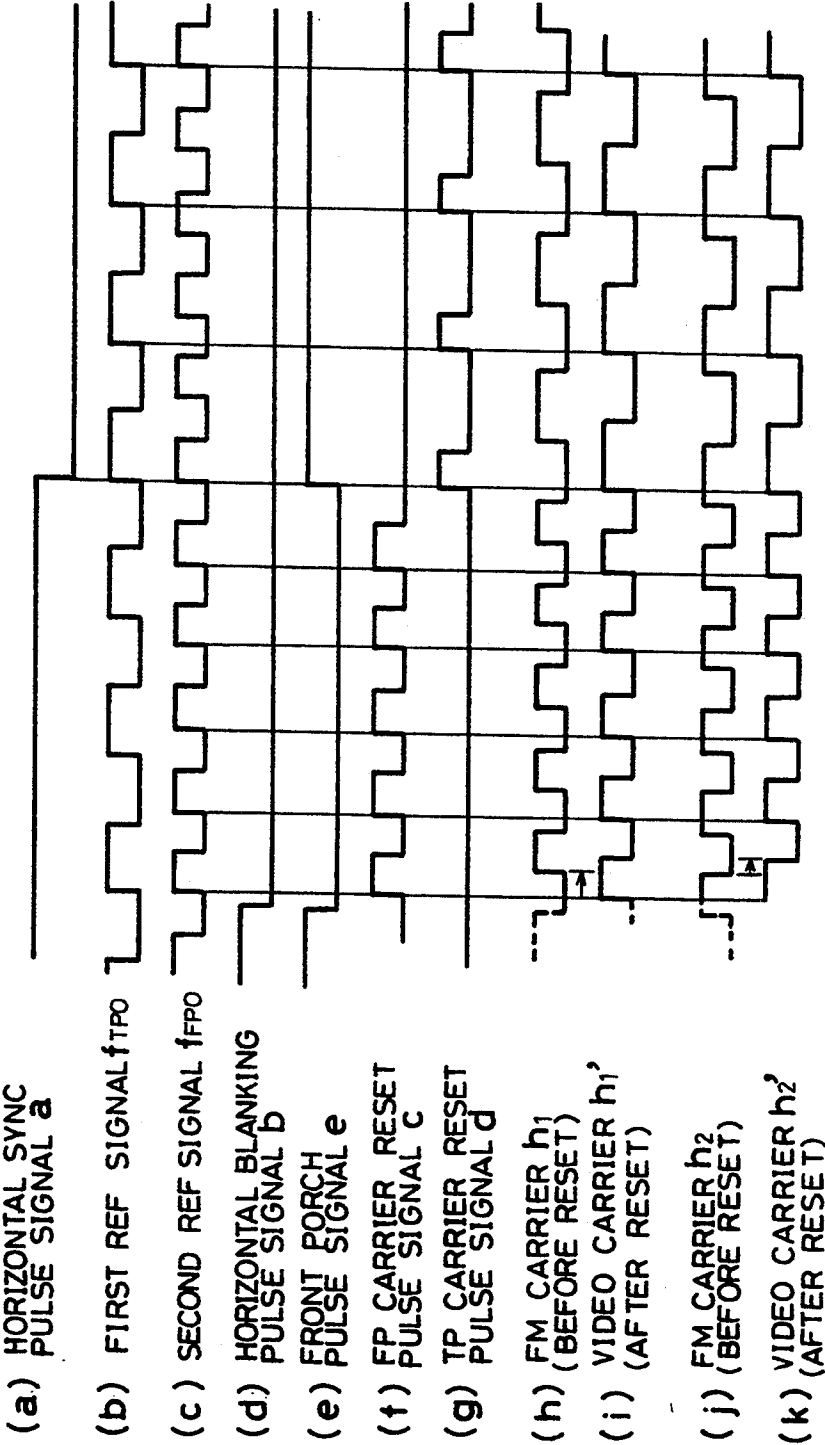 (a) HORIZONTAL SYNC
PULSE SIGNAL a
(b) FIRST REF SIGNAL fTPO
(c) SECOND REF SIGNAL fFPO
(d) HORIZONTAL BLANKING
PULSE SIGNAL b
(e) FRONT PORCH
PULSE SIGNAL e
(f) FP CARRIER RESET
PULSE SIGNAL c
(g) TP CARRIER RESET
PULSE SIGNAL d
(h) FM CARRIER h1
(BEFORE RESET)
(i) VIDEO CARRIER h1'
(AFTER RESET)
(j) FM CARRIER h2
(BEFORE RESET)
(k) VIDEO CARRIER h2'
(AFTER RESET)